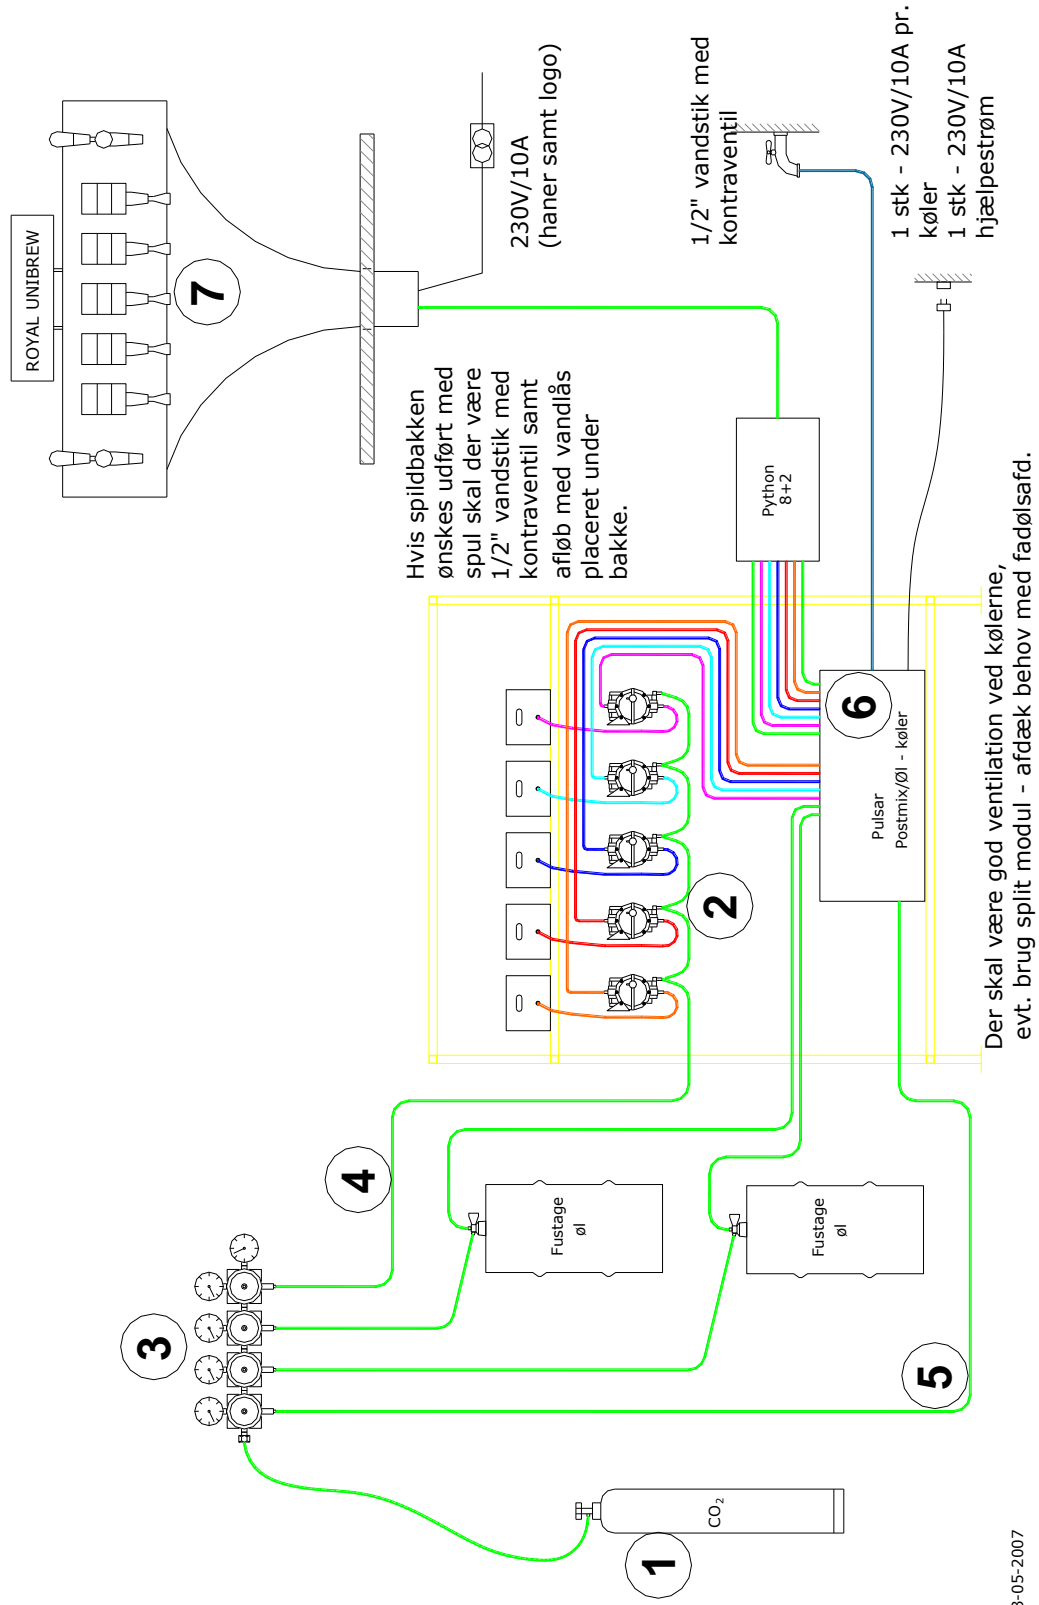 ROYAL UNIBREW
7
230V/10A
(haner samt logo)
1/2" vandstik med
kontraventil
1 stk - 230V/10A pr.
køler
1 stk - 230V/10A
hjælpestrøm
Hvis spildbakken
ønskes udført med
spul skal der være
1/2" vandstik med
kontraventil samt
afløb med vandlås
placeret under
bakke.
Python
8+2
6
Pulsar
Postmix/Øl - køler
2
Der skal være god ventilation ved kølerne,
evt. brug split modul - afdæk behov med fadølsafd.
4
3
Fustage
øl
Fustage
øl
5
CO₂
1
-05-2007